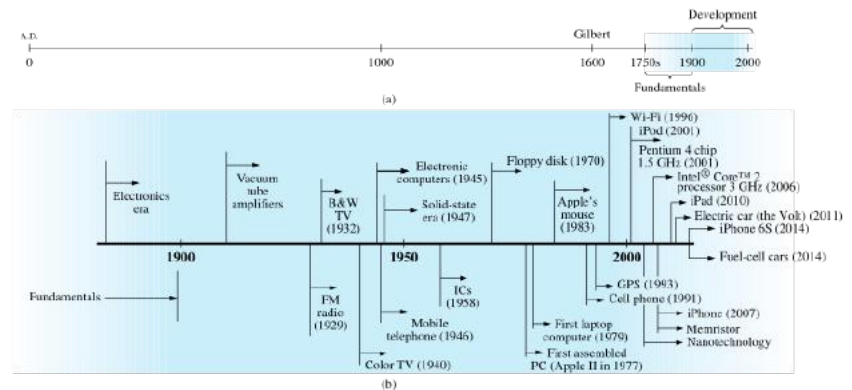 Development
A.D.
Gilbert
0
1000
1600
1750s
1900
2000
Fundamentals
(a)
Wi-Fi (1996)
iPod (2001)
Pentium 4 chip
1.5 GHz (2001)
Intel® Core™ 2
processor 3 GHz (2006)
iPad (2010)
Electric car (the Volt) (2011)
iPhone 6S (2014)
Fuel-cell cars (2014)
Floppy disk (1970)
Apple's
mouse
(1983)
Electronic
computers (1945)
Solid-state
era (1947)
B&W
TV
(1932)
Vacuum
tube
amplifiers
Electronics
era
1900
1950
2000
Fundamentals
FM
radio
(1929)
Color TV (1940)
Mobile
telephone (1946)
ICs
(1958)
First assembled
PC (Apple II in 1977)
First laptop
computer (1979)
Cell phone (1991)
GPS (1993)
iPhone (2007)
Memristor
Nanotechnology
(b)